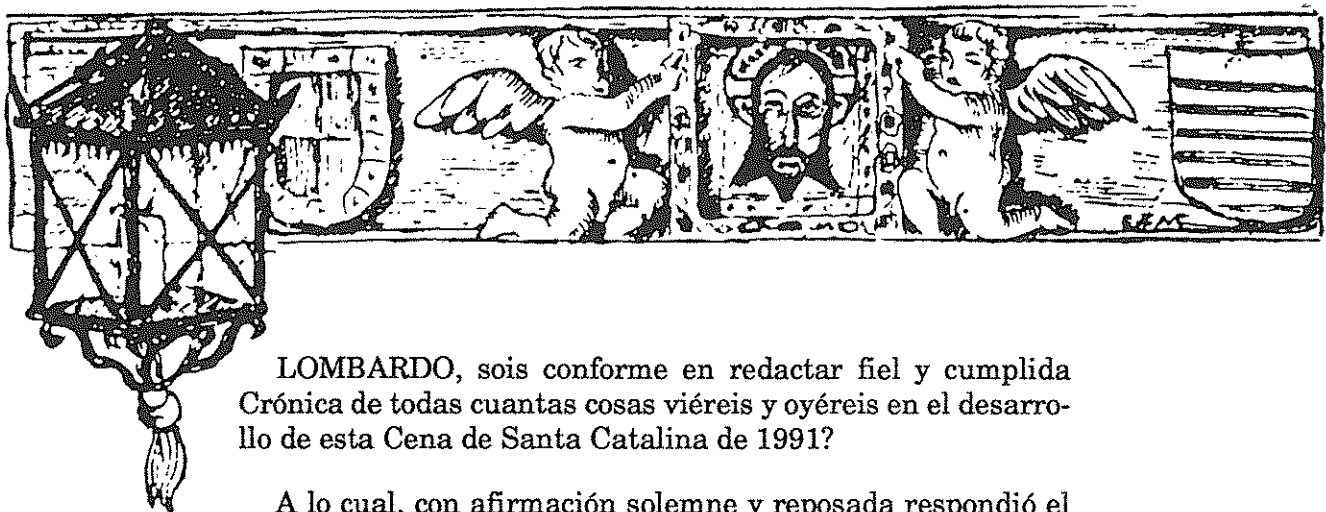 LOMBARDO, sois conforme en redactar fiel y cumplida
Crónica de todas cuantas cosas viéreis y oyéreis en el desarro-
llo de esta Cena de Santa Catalina de 1991?
A lo cual, con afirmación solemne y reposada respondió el